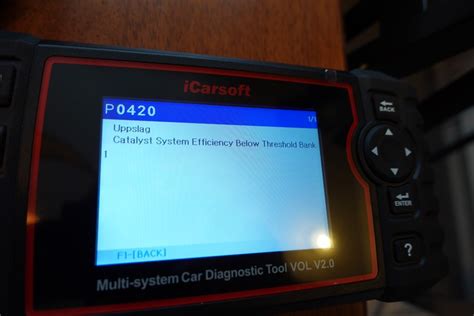 iCarsoft
P0420
1/1
Uppslag
Catalyst System Efficiency Below Threshold Bank
1
F1-[BACK]
BACK
ENTER
?
Multi-system Car Diagnostic Tool VOL V2.0